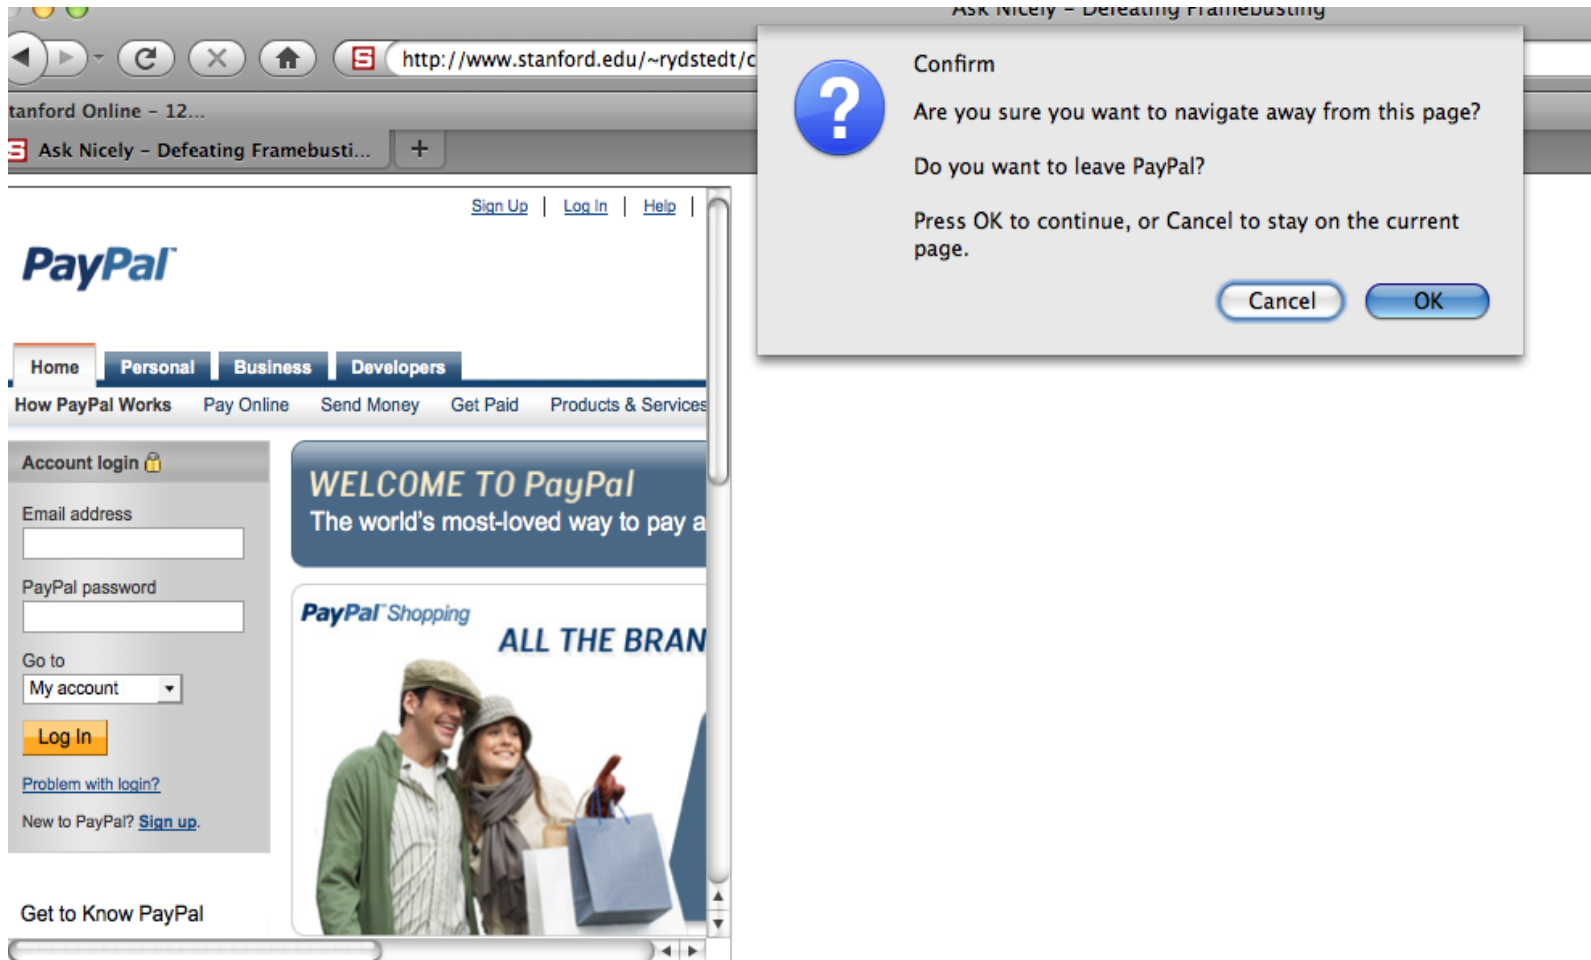 Ask Nicely – Defeating Framebusting
http://www.stanford.edu/~rydstedt/c
tanford Online – 12...
Ask Nicely – Defeating Framebusti...
+
Confirm
Are you sure you want to navigate away from this page?
Do you want to leave PayPal?
Press OK to continue, or Cancel to stay on the current
page.
Cancel OK
Sign Up | Log In | Help |
PayPal™
Home Personal Business Developers
How PayPal Works Pay Online Send Money Get Paid Products & Services
Account login
Email address
PayPal password
Go to
My account
Log In
Problem with login?
New to PayPal? Sign up.
Get to Know PayPal
WELCOME TO PayPal
The world's most-loved way to pay a
PayPal™ Shopping
ALL THE BRAN